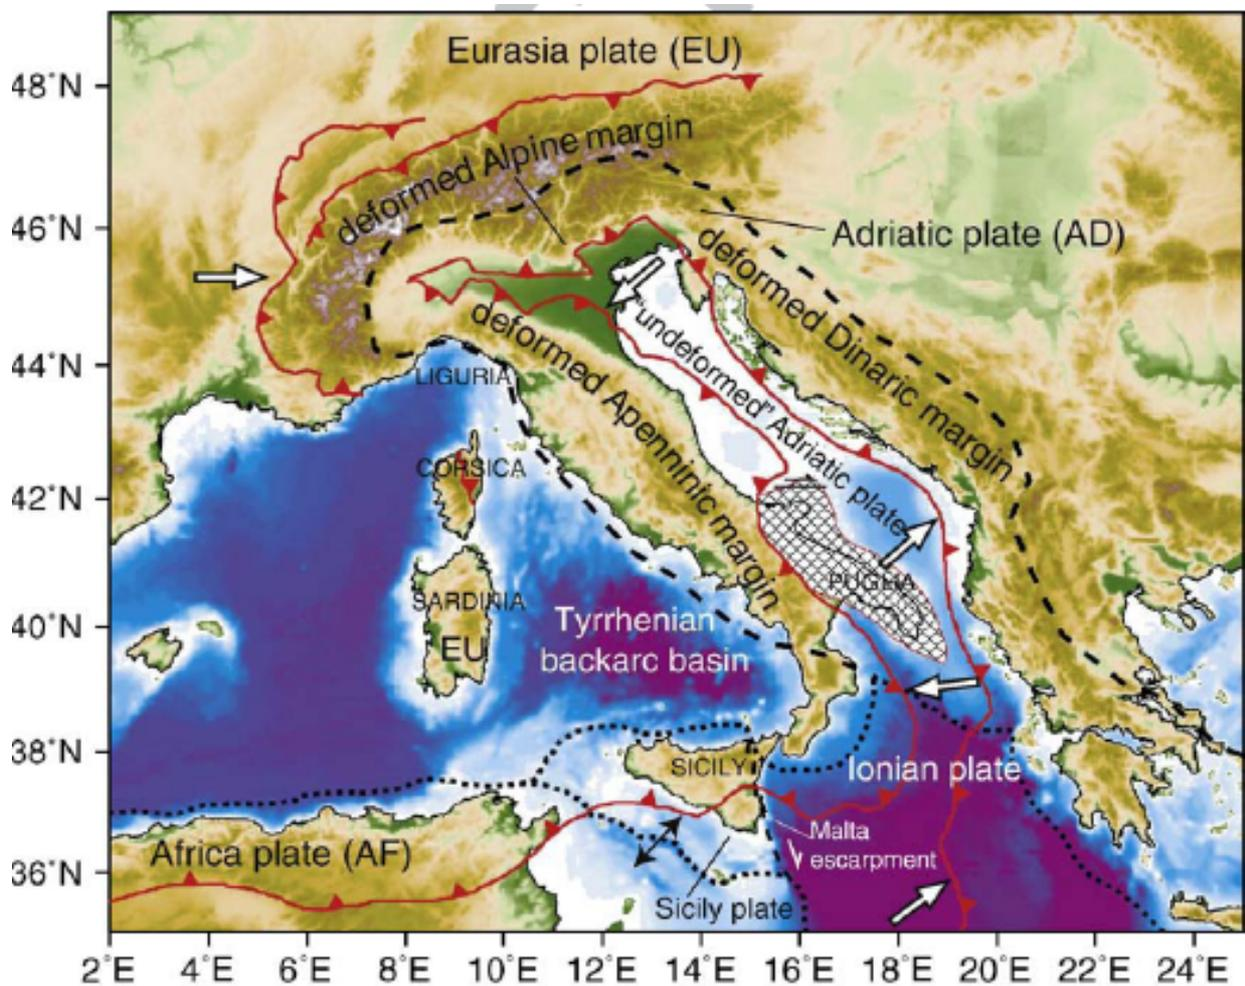 Eurasia plate (EU)
48°N
deformed Alpine margin
46°N
Adriatic plate (AD)
deformed Dinaric margin
"undeformed" Adriatic plate
deformed Apenninic margin
44°N
LIGURIA
CORSICA
42°N
PUGLIA
SARDINIA
40°N
EU
Tyrrhenian
backarc basin
38°N
SICILY
Ionian plate
Malta
escarpment
Africa plate (AF)
36°N
Sicily plate
2°E 4°E 6°E 8°E 10°E 12°E 14°E 16°E 18°E 20°E 22°E 24°E